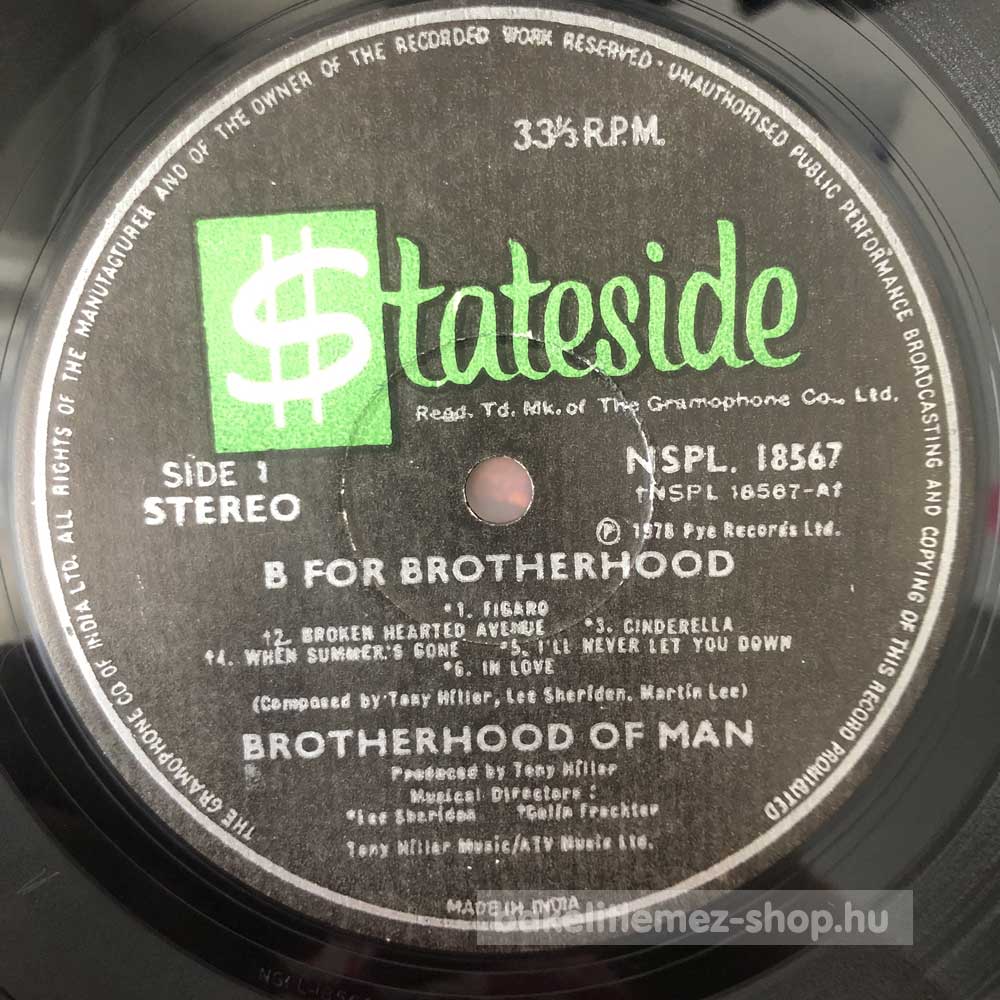 THE GRAMOPHONE CO OF INDIA LTD. ALL RIGHTS OF THE MANUFACTURER AND OF THE OWNER OF THE RECORDED WORK RESERVED · UNAUTHORISED PUBLIC PERFORMANCE BROADCASTING AND COPYING OF THIS RECORD PROHIBITED
33⅓ R.P.M.
$tateside
Regd. Td. Mk. of The Gramophone Co., Ltd.
SIDE 1
STEREO
NSPL. 18567
†NSPL 18567-A†
Ⓟ 1978 Pye Records Ltd.
B FOR BROTHERHOOD
*1. FIGARO
†2. BROKEN HEARTED AVENUE *3. CINDERELLA
†4. WHEN SUMMER'S GONE *5. I'LL NEVER LET YOU DOWN
*6. IN LOVE
(Composed by Tony Hiller, Lee Sheriden, Martin Lee)
BROTHERHOOD OF MAN
Produced by Tony Hiller
Musical Directors :
*Lee Sheriden †Colin Frechter
Tony Hiller Music/ATV Music Ltd.
MADE IN INDIA
bakelitlemez-shop.hu